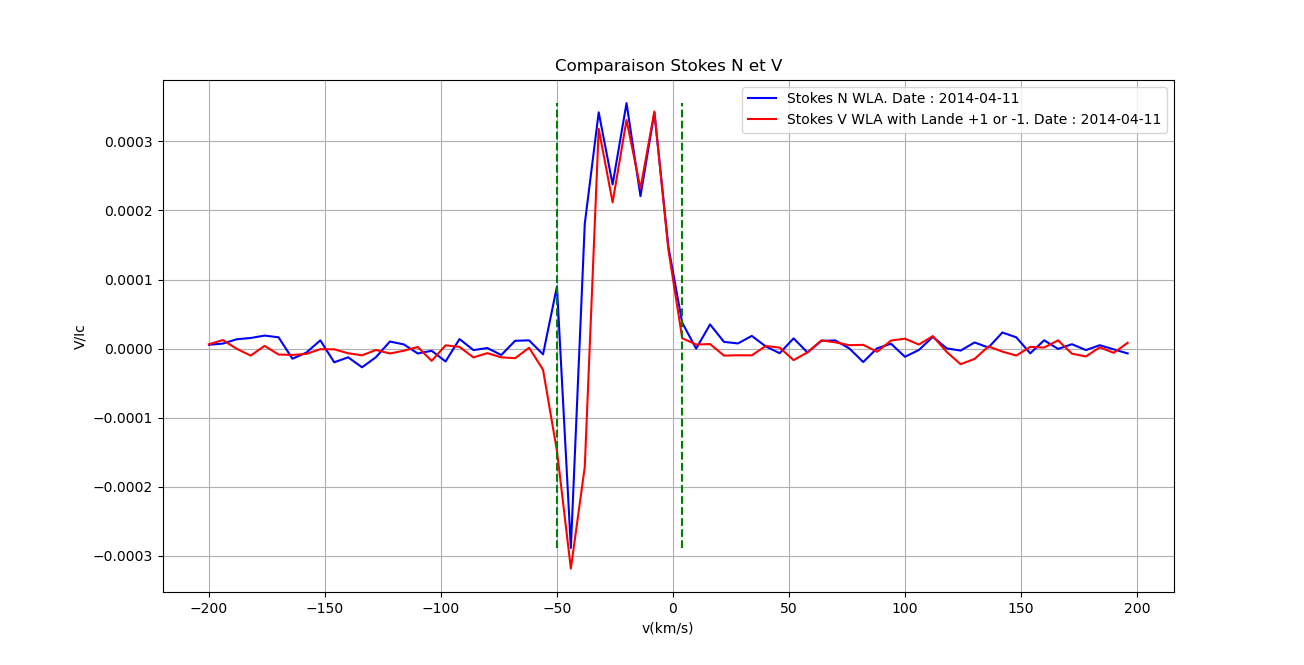 Comparaison Stokes N et V
Stokes N WLA. Date : 2014-04-11
Stokes V WLA with Lande +1 or -1. Date : 2014-04-11
V/Ic
0.0003
0.0002
0.0001
0.0000
−0.0001
−0.0002
−0.0003
−200 −150 −100 −50 0 50 100 150 200
v(km/s)